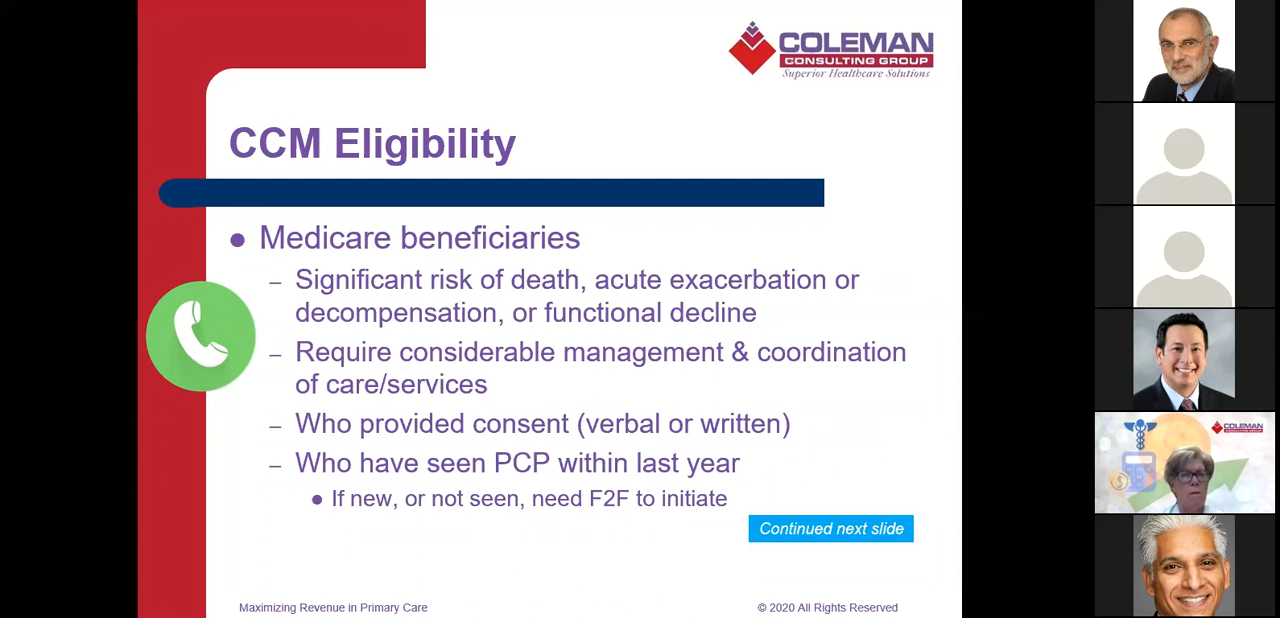 COLEMAN
CONSULTING GROUP
Superior Healthcare Solutions
CCM Eligibility
● Medicare beneficiaries
– Significant risk of death, acute exacerbation or
decompensation, or functional decline
– Require considerable management & coordination
of care/services
– Who provided consent (verbal or written)
– Who have seen PCP within last year
● If new, or not seen, need F2F to initiate
Continued next slide
Maximizing Revenue in Primary Care
© 2020 All Rights Reserved
COLEMAN